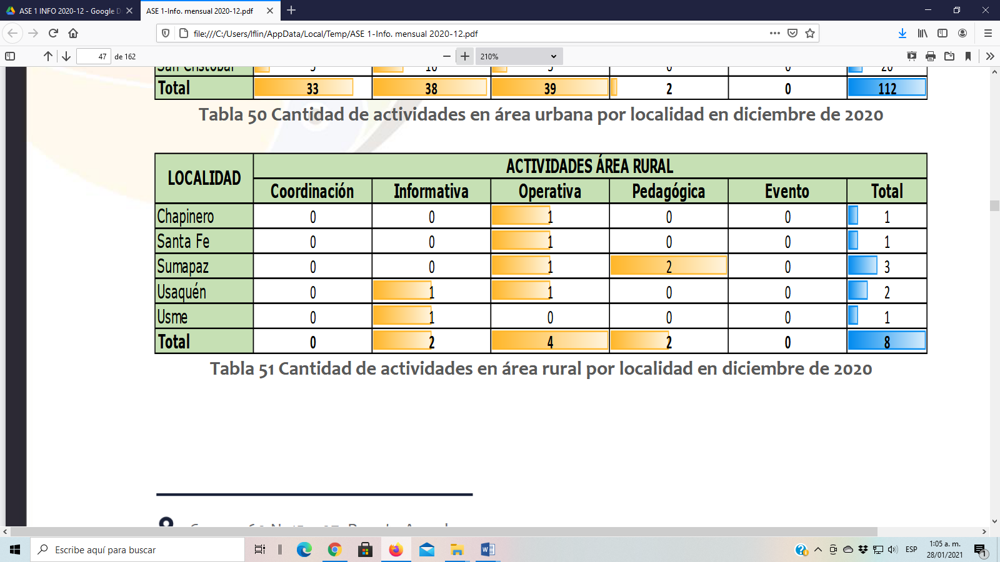 ASE 1 INFO 2020-12 - Google D
ASE 1-Info. mensual 2020-12.pdf
file:///C:/Users/lflin/AppData/Local/Temp/ASE 1-Info. mensual 2020-12.pdf
47 de 162
210%
San Cristóbal 5 10 5 0 0 20
Total 33 38 39 2 0 112
Tabla 50 Cantidad de actividades en área urbana por localidad en diciembre de 2020
LOCALIDAD ACTIVIDADES ÁREA RURAL
Coordinación Informativa Operativa Pedagógica Evento Total
Chapinero 0 0 1 0 0 1
Santa Fe 0 0 1 0 0 1
Sumapaz 0 0 1 2 0 3
Usaquén 0 1 1 0 0 2
Usme 0 1 0 0 0 1
Total 0 2 4 2 0 8
Tabla 51 Cantidad de actividades en área rural por localidad en diciembre de 2020
Escribe aquí para buscar
ESP
1:05 a. m.
28/01/2021
1